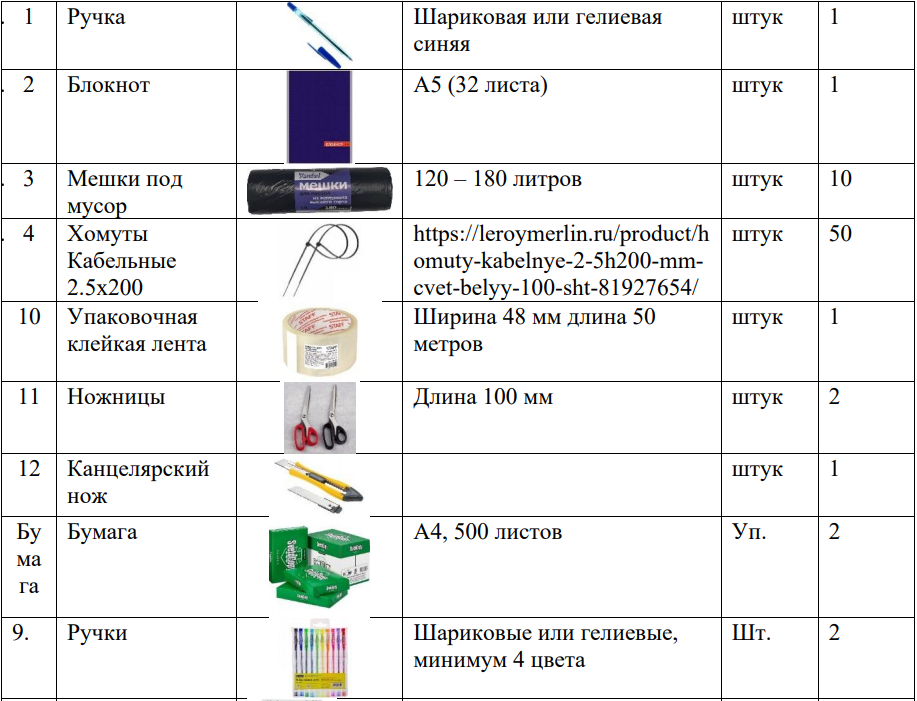 . 1 Ручка Шариковая или гелиевая штук 1
синяя
. 2 Блокнот А5 (32 листа) штук 1
. 3 Мешки под 120 – 180 литров штук 10
мусор
МЕШКИ
. 4 Хомуты https://leroymerlin.ru/product/h штук 50
Кабельные omuty-kabelnye-2-5h200-mm-
2.5х200 cvet-belyy-100-sht-81927654/
10 Упаковочная Ширина 48 мм длина 50 штук 1
клейкая лента метров
11 Ножницы Длина 100 мм штук 2
12 Канцелярский штук 1
нож
Бу Бумага А4, 500 листов Уп. 2
ма
га
9. Ручки Шариковые или гелиевые, Шт. 2
минимум 4 цвета